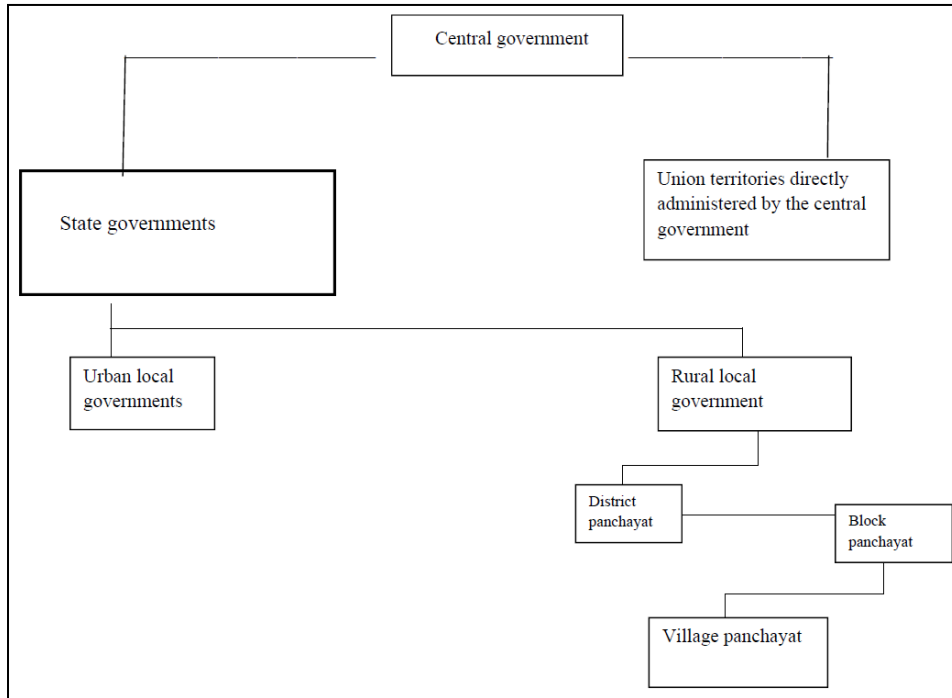 Central government
State governments
Union territories directly
administered by the central
government
Urban local
governments
Rural local
government
District
panchayat
Block
panchayat
Village panchayat